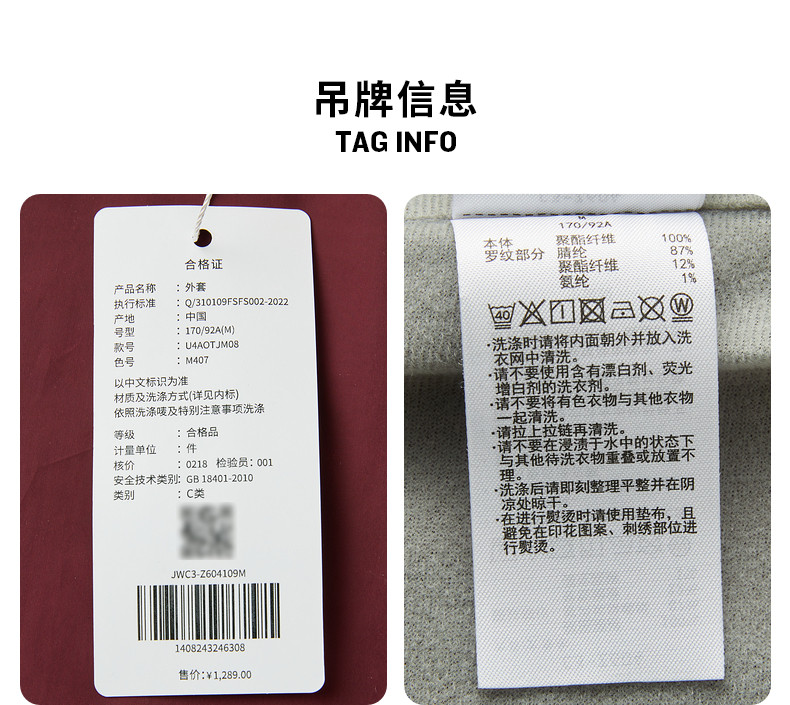 吊牌信息
TAG INFO
合格证
产品名称 ：外套
执行标准 ：Q/310109FSFS002-2022
产地 ：中国
号型 ：170/92A(M)
款号 ：U4AOTJM08
色号 ：M407
以中文标识为准
材质及洗涤方式(详见内标)
依照洗涤唛及特别注意事项洗涤
等级 ：合格品
计量单位 ：件
核价 ：0218 检验员：001
安全技术类别：GB 18401-2010
类别 ：C类
JWC3-Z604109M
1408243246308
售价：¥1,289.00
M
170/92A
本体 聚酯纤维 100%
罗纹部分 腈纶 87%
聚酯纤维 12%
氨纶 1%
40
W
·洗涤时请将内面朝外并放入洗
衣网中清洗。
·请不要使用含有漂白剂、荧光
增白剂的洗衣剂。
·请不要将有色衣物与其他衣物
一起清洗。
·请拉上拉链再清洗。
·请不要在浸渍于水中的状态下
与其他待洗衣物重叠或放置不
理。
·洗涤后请即刻整理平整并在阴
凉处晾干。
·在进行熨烫时请使用垫布，且
避免在印花图案、刺绣部位进
行熨烫。